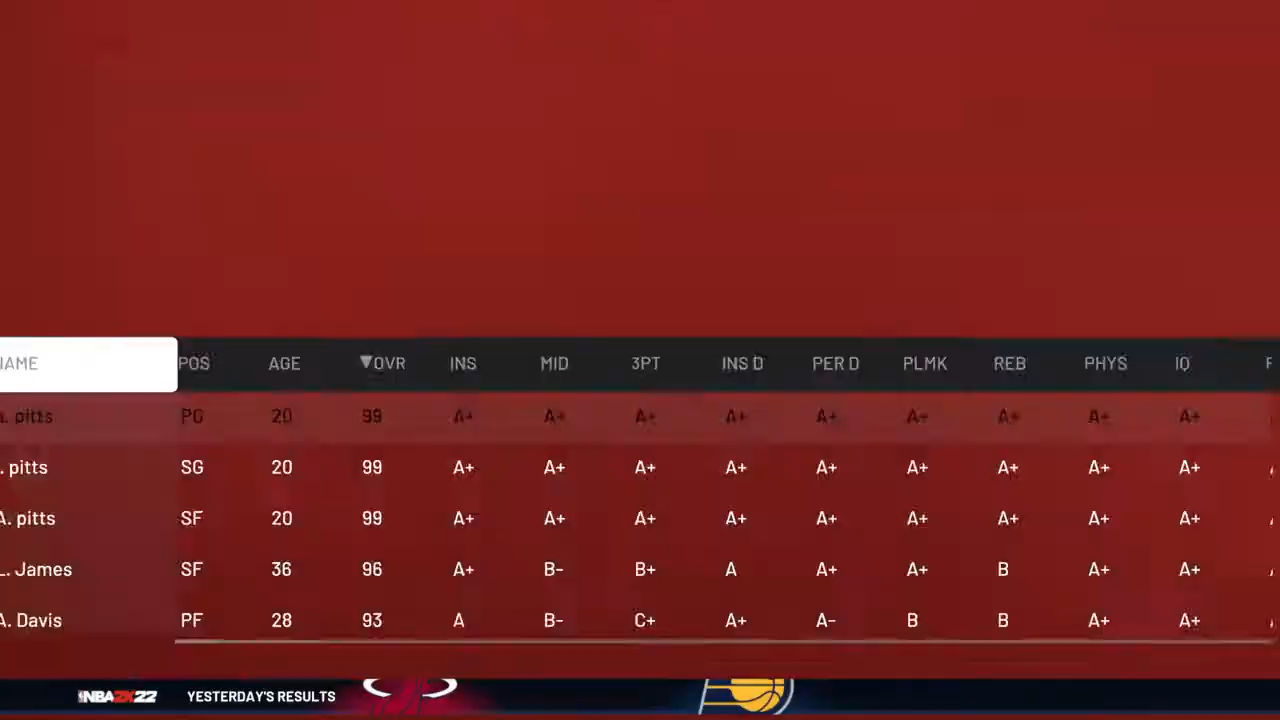 NAME POS AGE ▼OVR INS MID 3PT INS D PER D PLMK REB PHYS IQ
a. pitts PG 20 99 A+ A+ A+ A+ A+ A+ A+ A+ A+
. pitts SG 20 99 A+ A+ A+ A+ A+ A+ A+ A+ A+
A. pitts SF 20 99 A+ A+ A+ A+ A+ A+ A+ A+ A+
L. James SF 36 96 A+ B- B+ A A+ A+ B A+ A+
A. Davis PF 28 93 A B- C+ A+ A- B B A+ A+
NBA2K22 YESTERDAY'S RESULTS